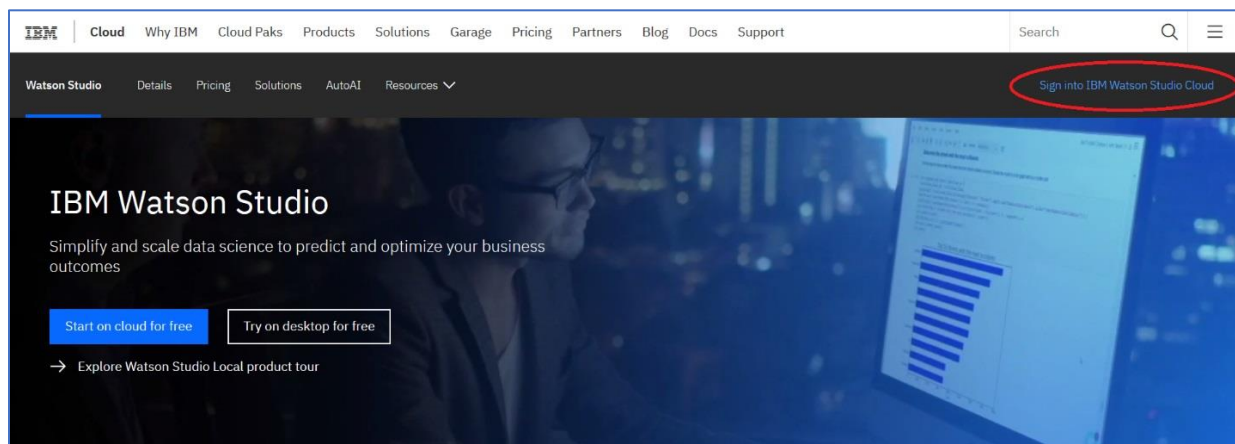 IBM Cloud Why IBM Cloud Paks Products Solutions Garage Pricing Partners Blog Docs Support Search
Watson Studio Details Pricing Solutions AutoAI Resources Sign into IBM Watson Studio Cloud
IBM Watson Studio
Simplify and scale data science to predict and optimize your business
outcomes
Start on cloud for free Try on desktop for free
→ Explore Watson Studio Local product tour